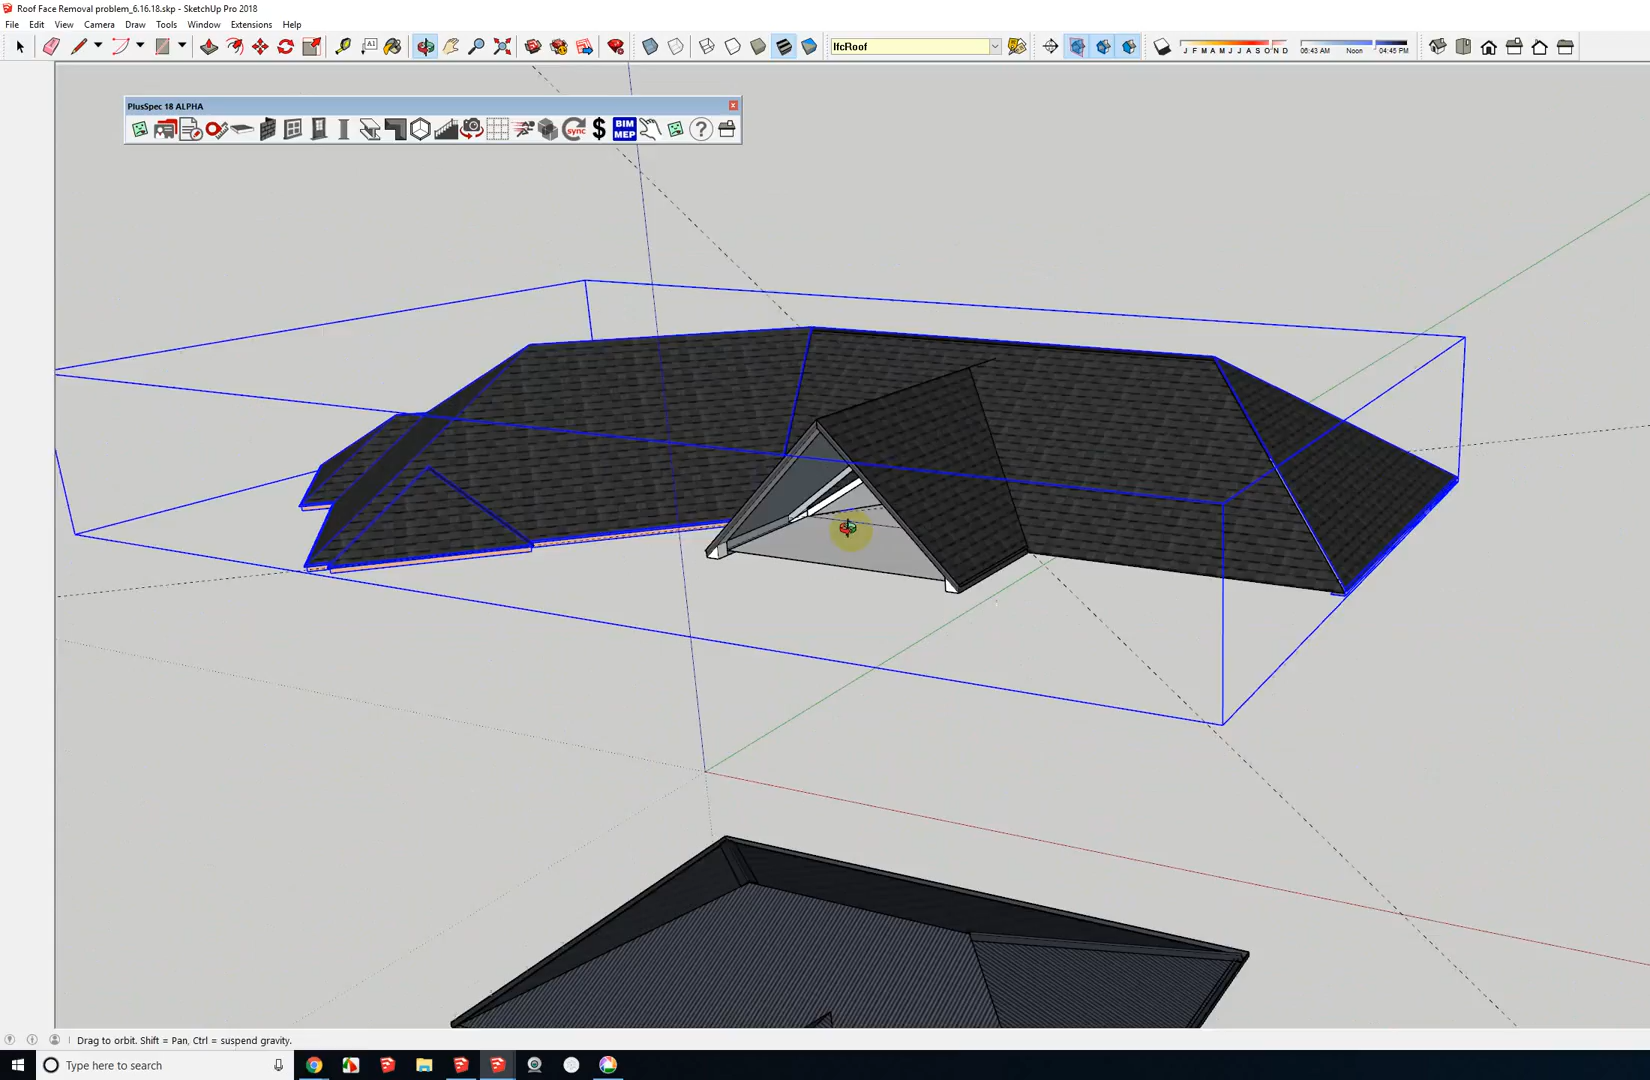 Roof Face Removal problem_6.16.18.skp - SketchUp Pro 2018
File Edit View Camera Draw Tools Window Extensions Help
A1
IfcRoof
J F M A M J J A S O N D
06:43 AM Noon 04:45 PM
PlusSpec 18 ALPHA
x
sync $ BIM MEP ?
Drag to orbit. Shift = Pan, Ctrl = suspend gravity.
Type here to search